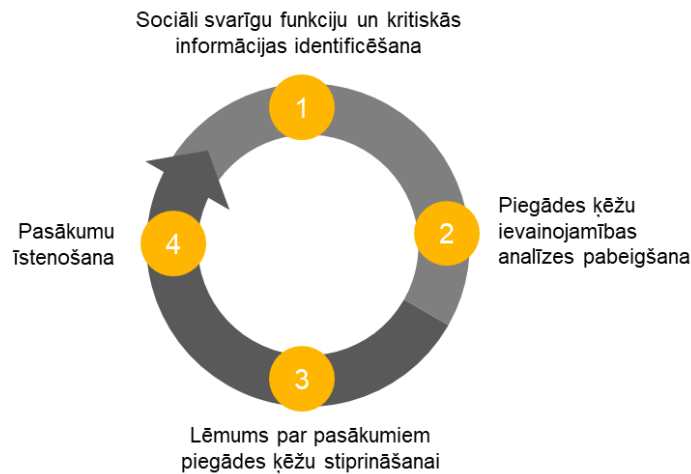 Sociāli svarīgu funkciju un kritiskās
informācijas identificēšana
1
2
Piegādes ķēžu
ievainojamības
analīzes pabeigšana
3
Lēmums par pasākumiem
piegādes ķēžu stiprināšanai
4
Pasākumu
īstenošana